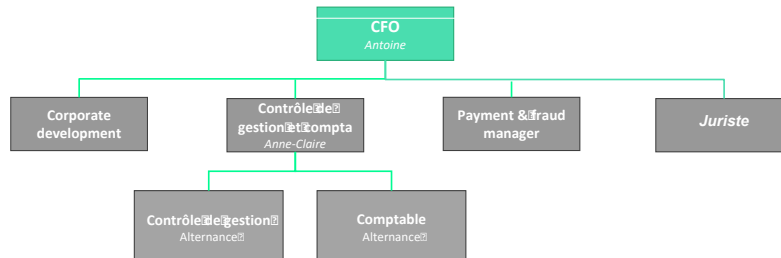 CFO
Antoine
Corporate
development
Contrôle de
gestion et compta
Anne-Claire
Payment & fraud
manager
Juriste
Contrôle de gestion
Alternance
Comptable
Alternance